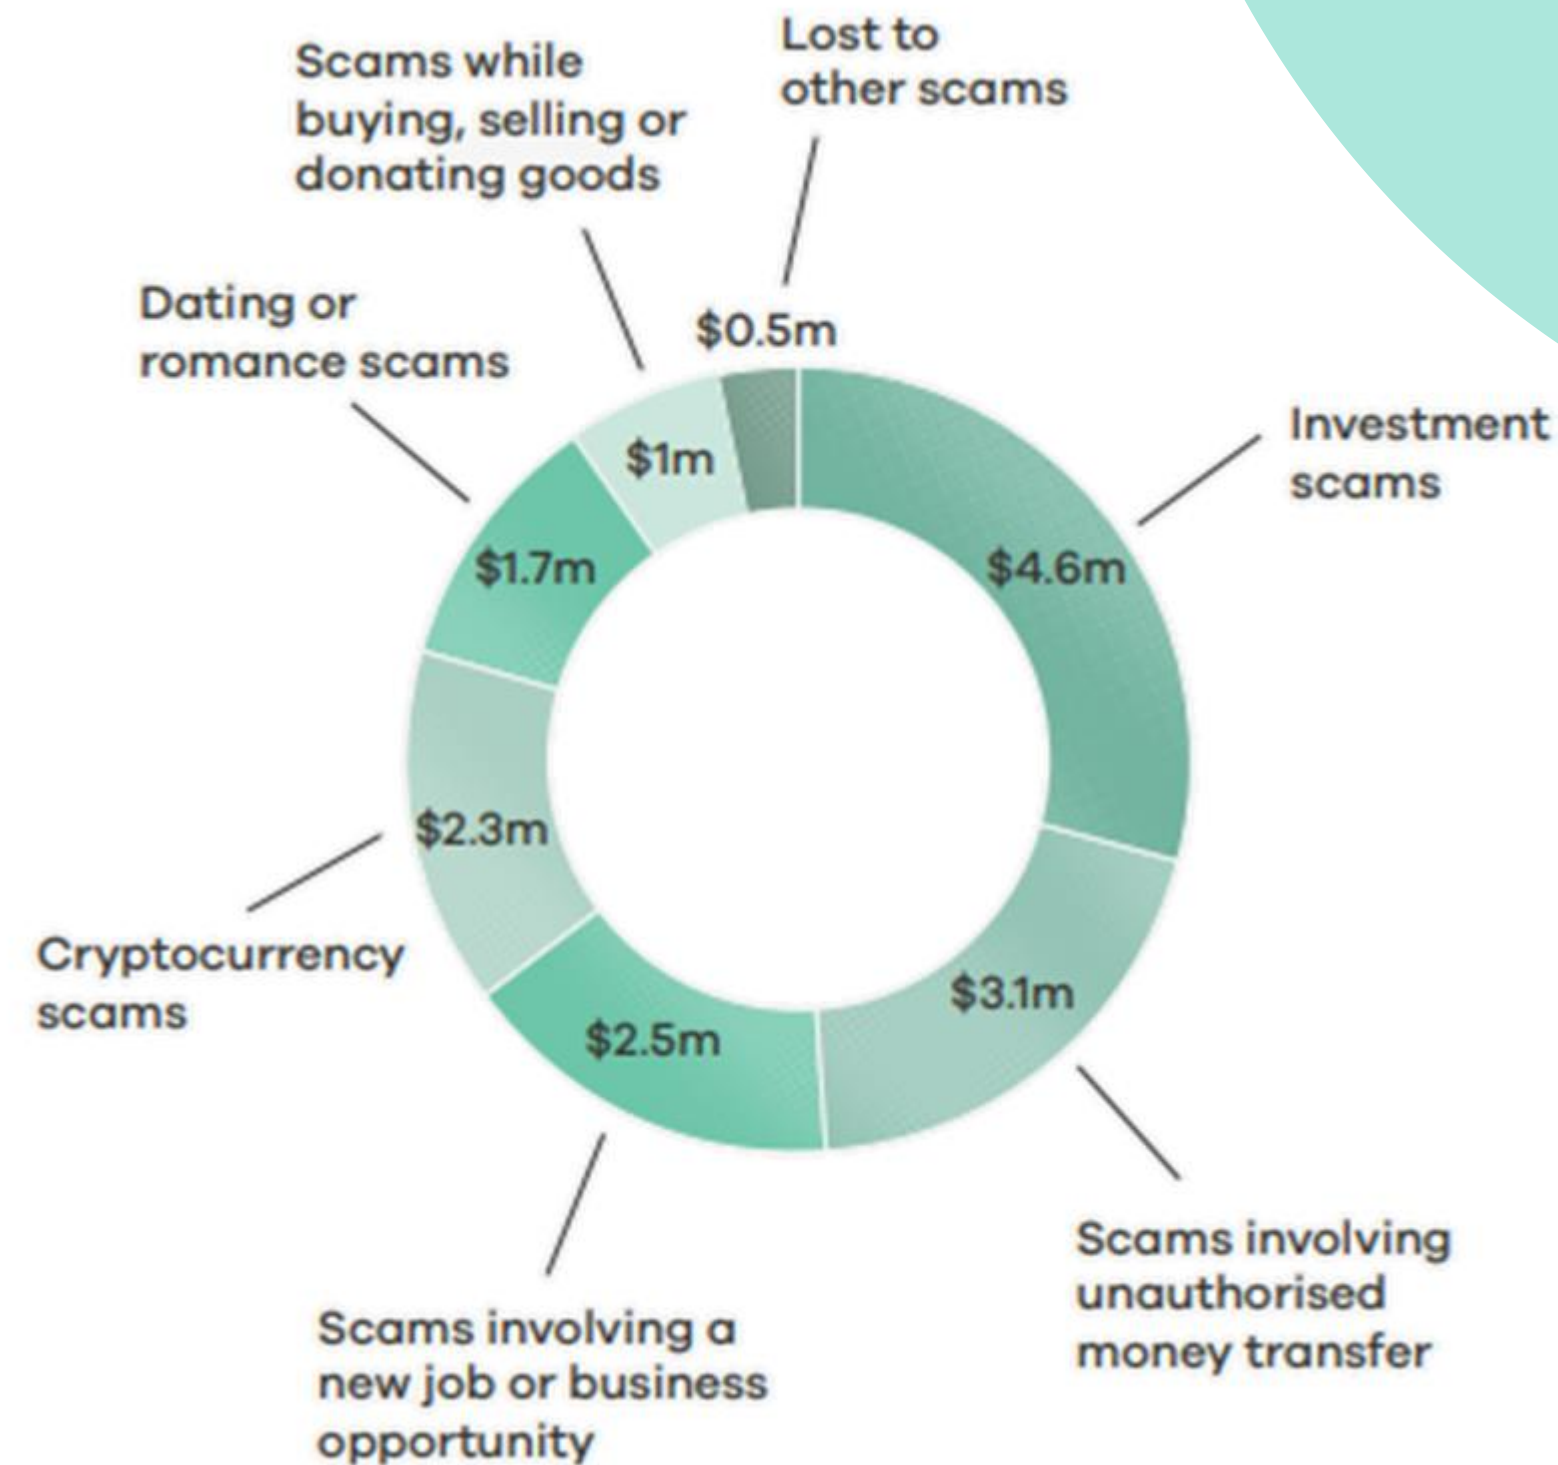 Lost to
other scams
$0.5m
Investment
scams
$4.6m
Scams involving
unauthorised
money transfer
$3.1m
Scams involving a
new job or business
opportunity
$2.5m
Cryptocurrency
scams
$2.3m
Dating or
romance scams
$1.7m
Scams while
buying, selling or
donating goods
$1m